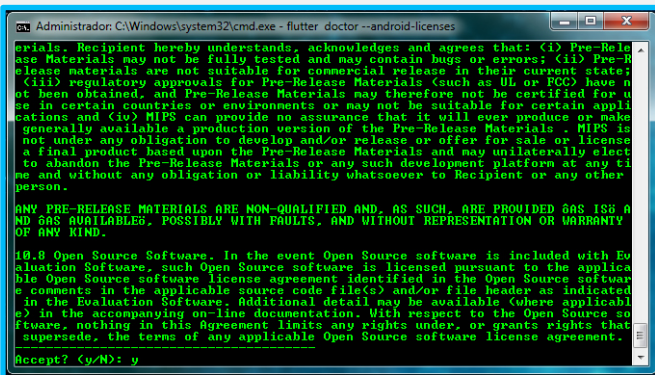 Administrador: C:\Windows\system32\cmd.exe - flutter doctor --android-licenses
erials. Recipient hereby understands, acknowledges and agrees that: (i) Pre-Rele
ase Materials may not be fully tested and may contain bugs or errors; (ii) Pre-R
elease materials are not suitable for commercial release in their current state;
(iii) regulatory approvals for Pre-Release Materials (such as UL or FCC) have n
ot been obtained, and Pre-Release Materials may therefore not be certified for u
se in certain countries or environments or may not be suitable for certain appli
cations and (iv) MIPS can provide no assurance that it will ever produce or make
generally available a production version of the Pre-Release Materials . MIPS is
not under any obligation to develop and/or release or offer for sale or license
a final product based upon the Pre-Release Materials and may unilaterally elect
to abandon the Pre-Release Materials or any such development platform at any ti
me and without any obligation or liability whatsoever to Recipient or any other
person.
ANY PRE-RELEASE MATERIALS ARE NON-QUALIFIED AND, AS SUCH, ARE PROVIDED ôAS ISö A
ND ôAS AVAILABLEö, POSSIBLY WITH FAULTS, AND WITHOUT REPRESENTATION OR WARRANTY
OF ANY KIND.
10.8 Open Source Software. In the event Open Source software is included with Ev
aluation Software, such Open Source software is licensed pursuant to the applica
ble Open Source software license agreement identified in the Open Source softwar
e comments in the applicable source code file(s) and/or file header as indicated
in the Evaluation Software. Additional detail may be available (where applicabl
e) in the accompanying on-line documentation. With respect to the Open Source so
ftware, nothing in this Agreement limits any rights under, or grants rights that
supersede, the terms of any applicable Open Source software license agreement.
---------------------------------------
Accept? (y/N): y